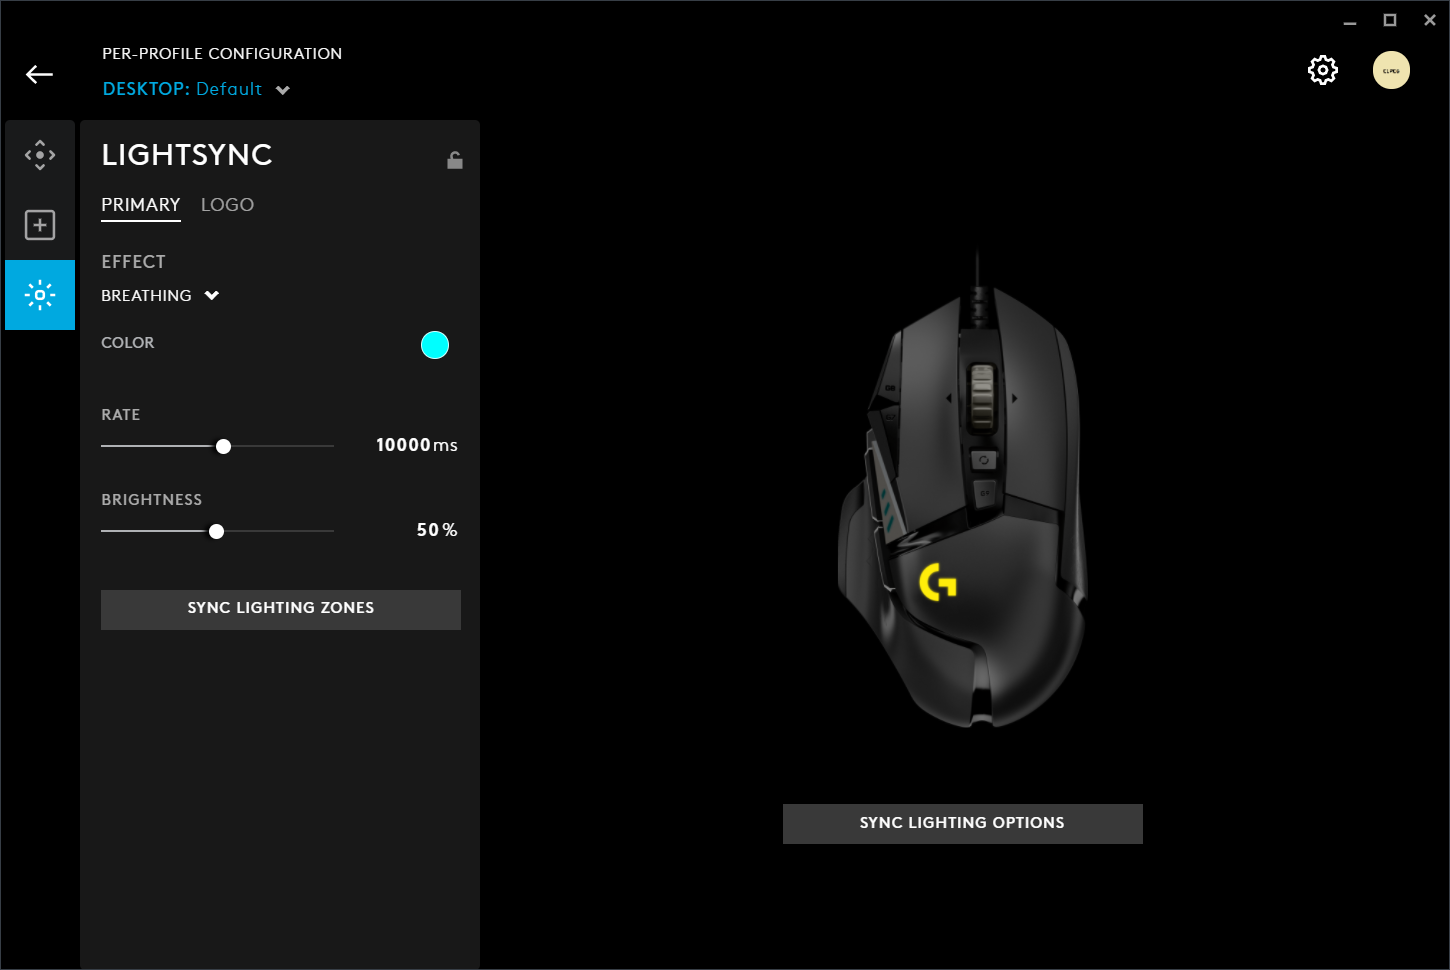 PER-PROFILE CONFIGURATION
DESKTOP: Default
LIGHTSYNC
PRIMARY LOGO
EFFECT
BREATHING
COLOR
RATE
10000ms
BRIGHTNESS
50%
SYNC LIGHTING ZONES
SYNC LIGHTING OPTIONS